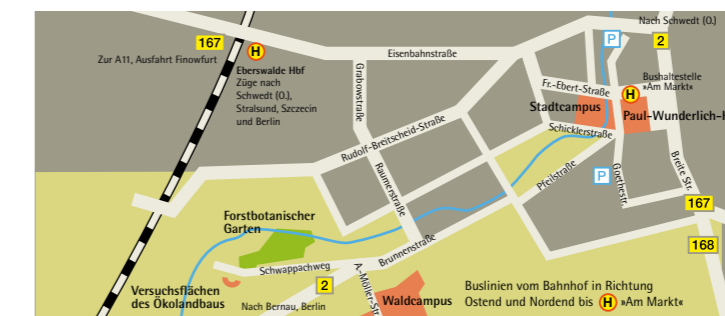 Nach Schwedt (O.)
P
2
167
H
Eisenbahnstraße
Zur A11, Ausfahrt Finowfurt
Eberswalde Hbf
Züge nach
Schwedt (O.),
Stralsund, Szczecin
und Berlin
Grabowstraße
Fr.-Ebert-Straße
Bushaltestelle
»Am Markt«
H
Stadtcampus
Paul-Wunderlich-H
Schicklerstraße
Rudolf-Breitscheid-Straße
Raumerstraße
Pfeilstraße
P
Goethestr.
Breite Str.
167
168
Forstbotanischer
Garten
Brunnenstraße
Schwappachweg
2
A.-Möller-Str
Versuchsflächen
des Ökolandbaus
Nach Bernau, Berlin
Waldcampus
Buslinien vom Bahnhof in Richtung
Ostend und Nordend bis H »Am Markt«